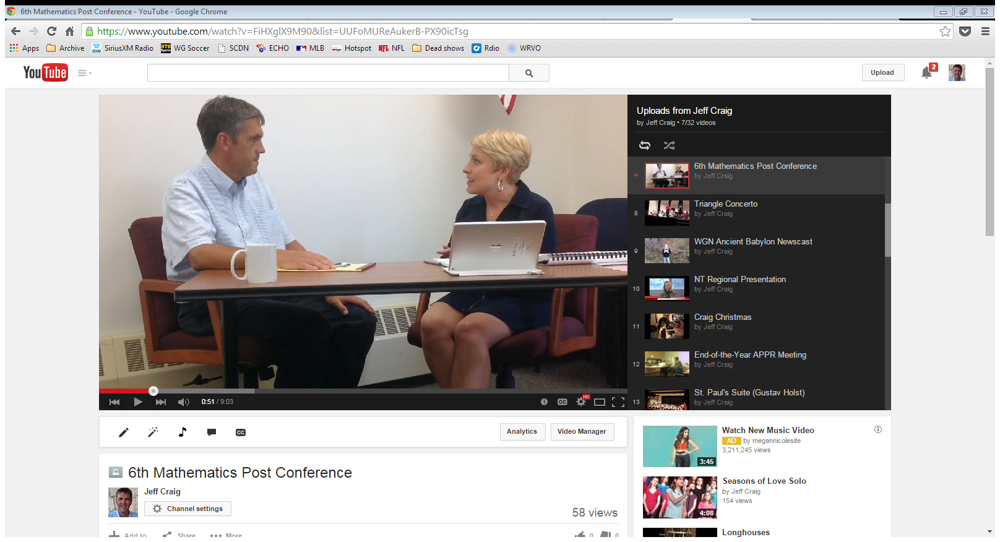 6th Mathematics Post Conference - YouTube - Google Chrome
https://www.youtube.com/watch?v=FiHXglX9M90&list=UUFoMUReAukerB-PX90icTsg
Apps Archive SiriusXM Radio WG Soccer SCDN ECHO MLB Hotspot NFL NFL Dead shows Rdio WRVO
YouTube
Upload
2
Uploads from Jeff Craig
by Jeff Craig • 7/32 videos
6th Mathematics Post Conference
by Jeff Craig
8
Triangle Concerto
by Jeff Craig
9
WGN Ancient Babylon Newscast
by Jeff Craig
10
NT Regional Presentation
by Jeff Craig
11
Craig Christmas
by Jeff Craig
12
End-of-the-Year APPR Meeting
by Jeff Craig
13
St. Paul's Suite (Gustav Holst)
by Jeff Craig
0:51 / 9:03
CC
HD
CC
Analytics
Video Manager
6th Mathematics Post Conference
Jeff Craig
Channel settings
58 views
Add to Share More
0 0
Watch New Music Video
AD by megannicolesite
3,211,245 views
3:45
Seasons of Love Solo
by Jeff Craig
154 views
4:08
Longhouses